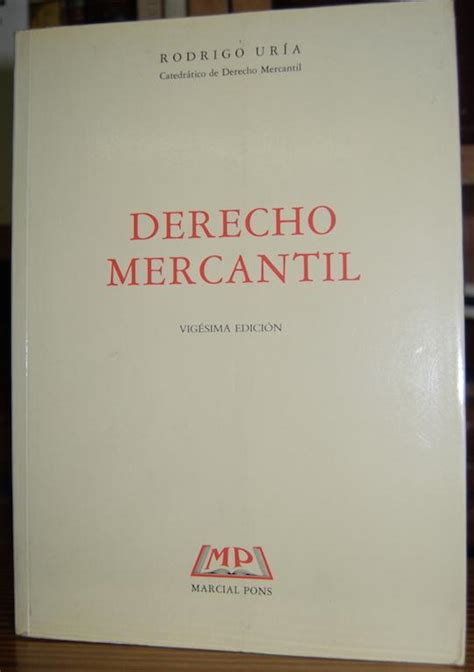 RODRIGO URÍA
Catedrático de Derecho Mercantil
DERECHO
MERCANTIL
VIGÉSIMA EDICIÓN
MP
MARCIAL PONS